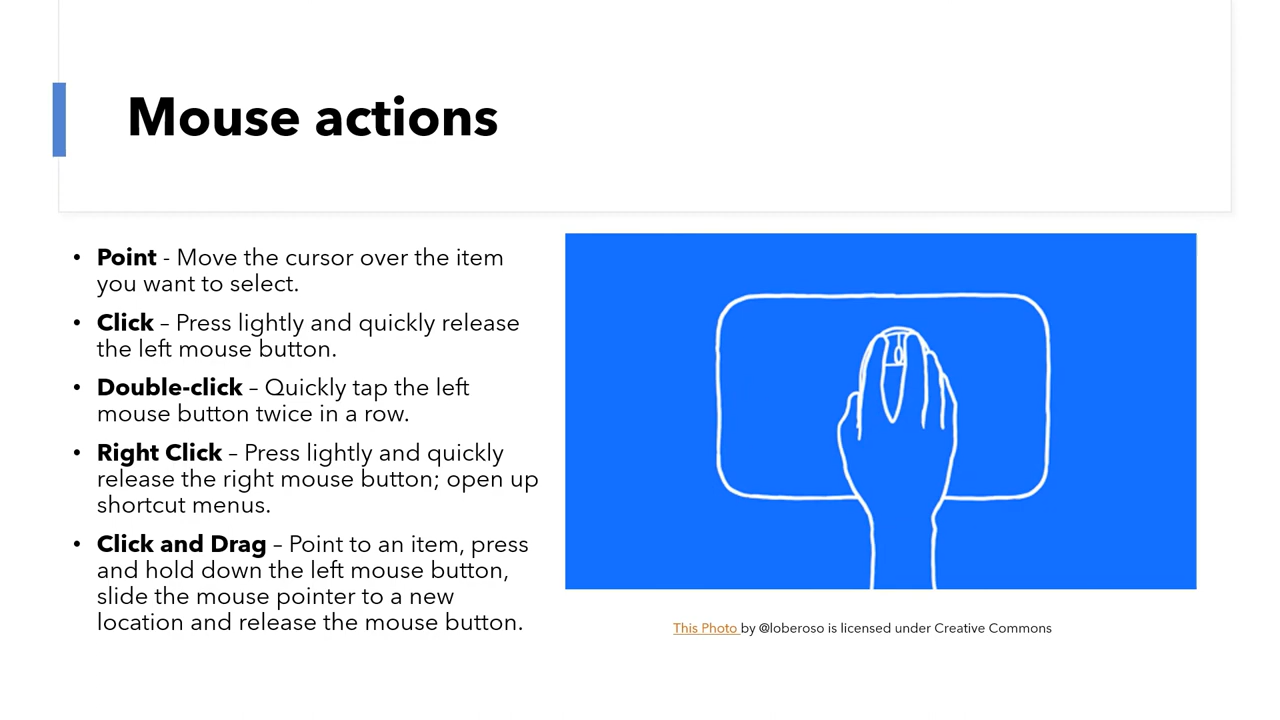 Mouse actions
• Point - Move the cursor over the item
you want to select.
• Click – Press lightly and quickly release
the left mouse button.
• Double-click – Quickly tap the left
mouse button twice in a row.
• Right Click – Press lightly and quickly
release the right mouse button; open up
shortcut menus.
• Click and Drag – Point to an item, press
and hold down the left mouse button,
slide the mouse pointer to a new
location and release the mouse button.
This Photo by @loberoso is licensed under Creative Commons